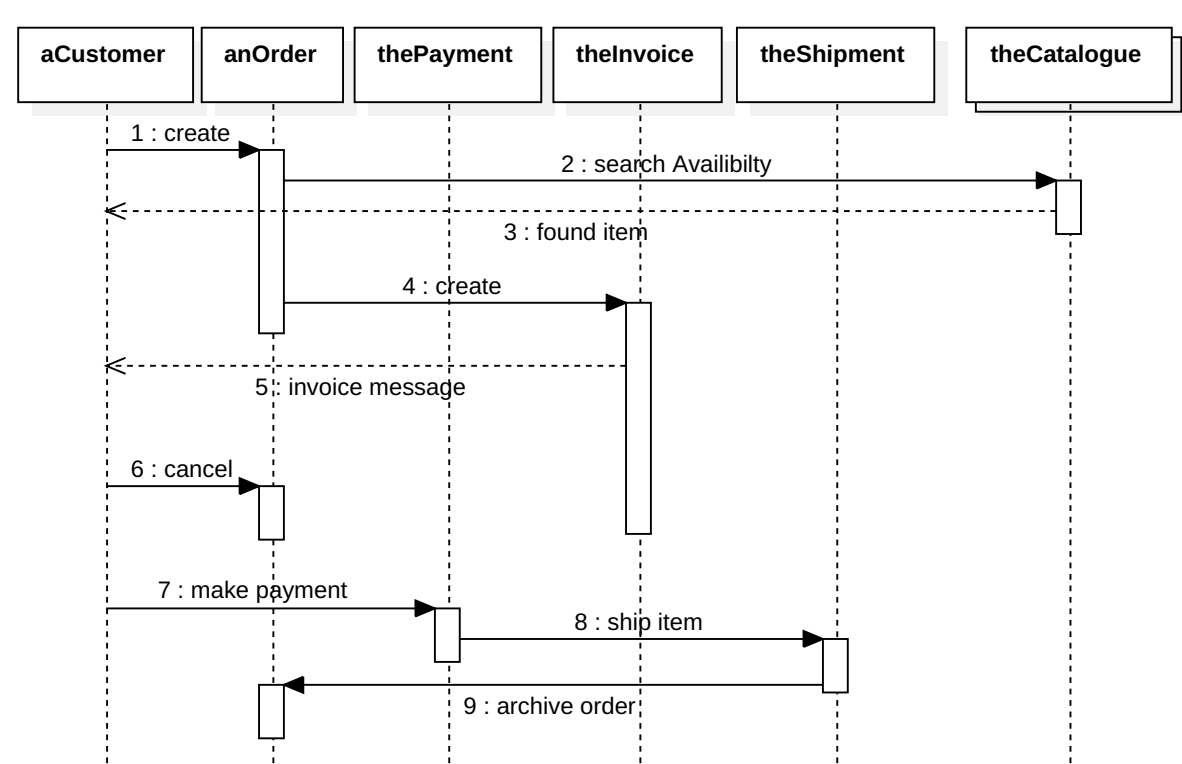 aCustomer
anOrder
thePayment
theInvoice
theShipment
theCatalogue
1 : create
2 : search Availibilty
3 : found item
4 : create
5 : invoice message
6 : cancel
7 : make payment
8 : ship item
9 : archive order